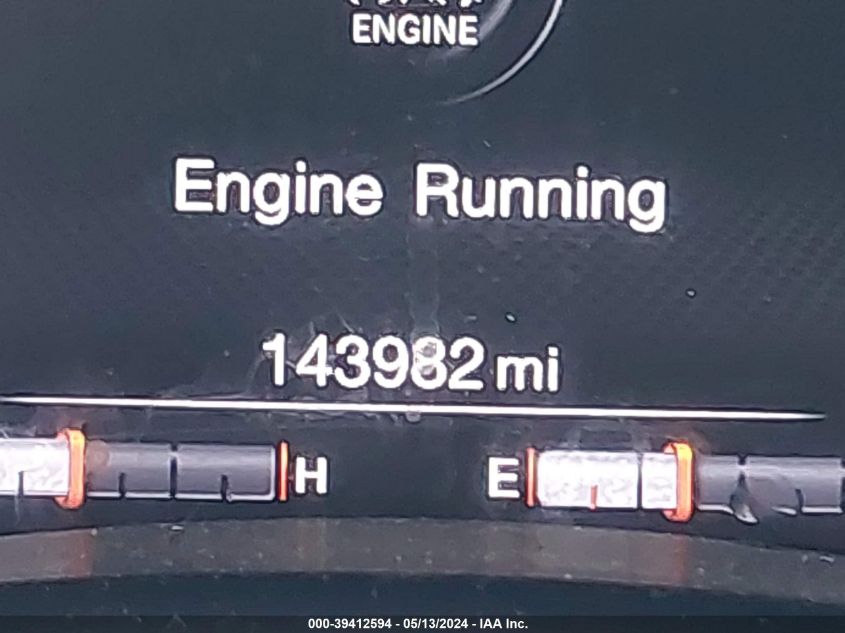 ENGINE
Engine Running
143982 mi
H E
000-39412594 - 05/13/2024 - IAA Inc.